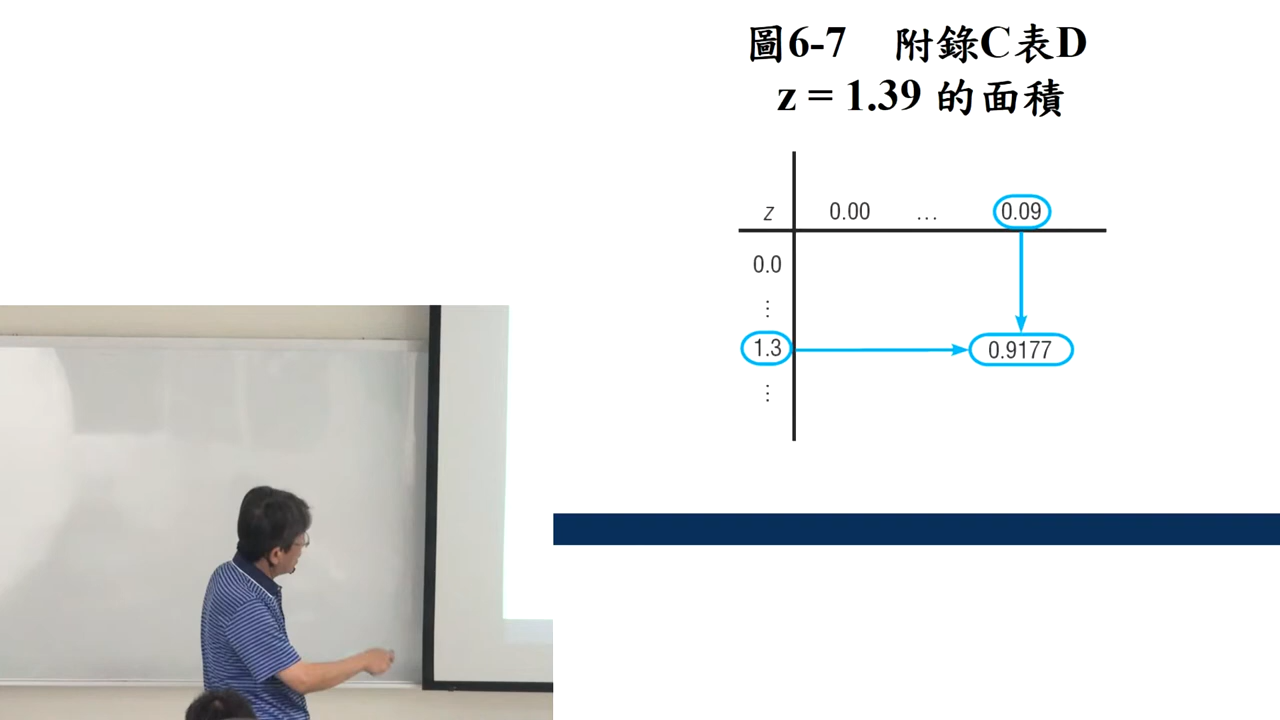 圖6-7 附錄C表D
z = 1.39 的面積
z 0.00 ... 0.09
0.0
⋮
1.3 0.9177
⋮